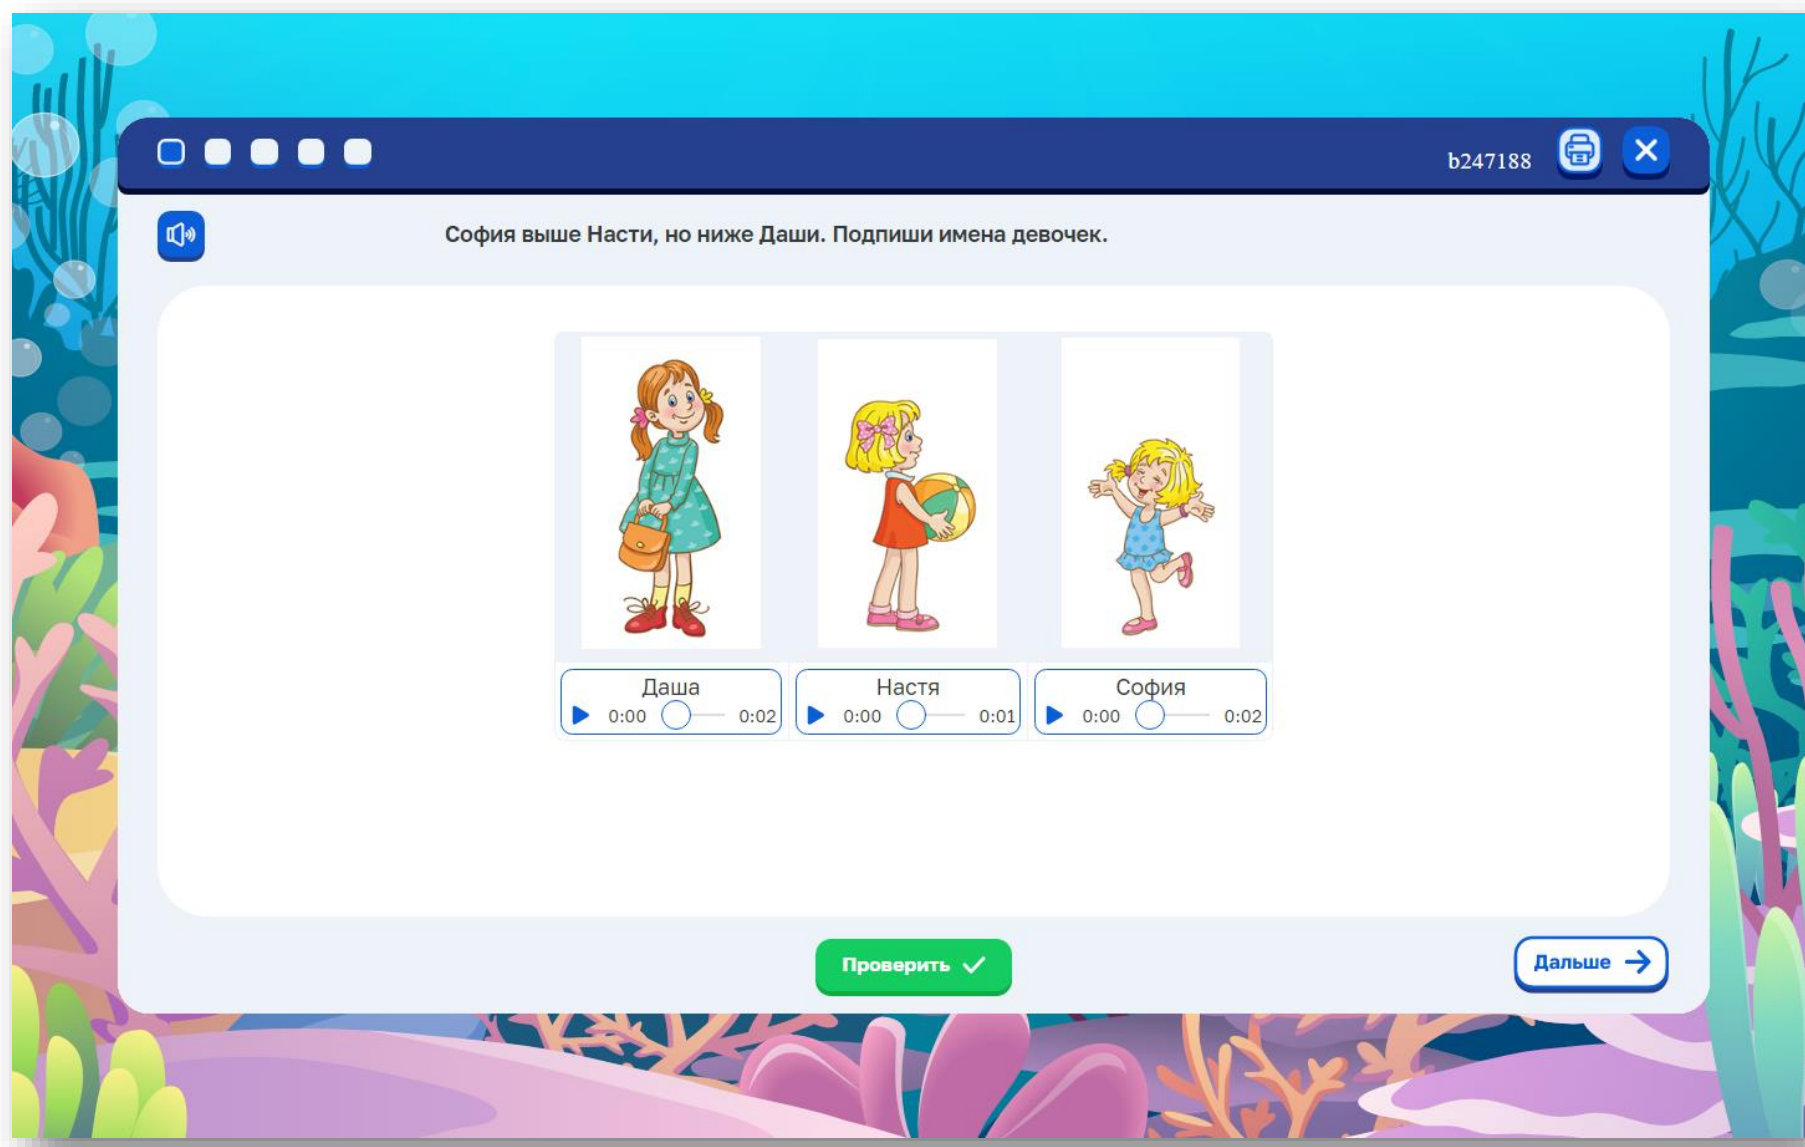 b247188
София выше Насти, но ниже Даши. Подпиши имена девочек.
Даша
0:00 0:02
Настя
0:00 0:01
София
0:00 0:02
Проверить
Дальше